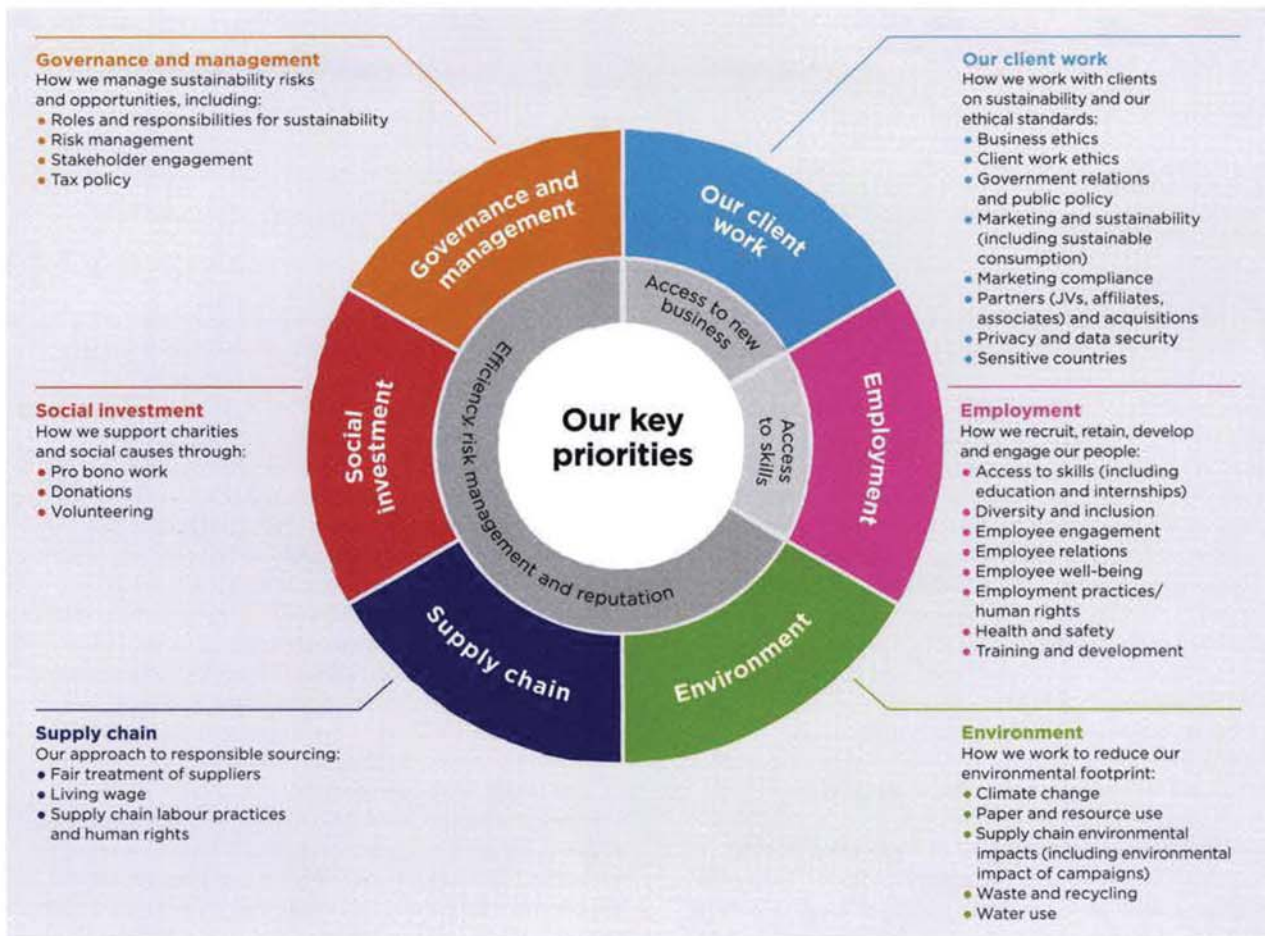 Governance and management
How we manage sustainability risks
and opportunities, including:
• Roles and responsibilities for sustainability
• Risk management
• Stakeholder engagement
• Tax policy
Social investment
How we support charities
and social causes through:
• Pro bono work
• Donations
• Volunteering
Supply chain
Our approach to responsible sourcing:
• Fair treatment of suppliers
• Living wage
• Supply chain labour practices
and human rights
Governance and
management
Our client
work
Social
investment
Employment
Supply chain
Environment
Access to new
business
Access
to skills
Efficiency, risk management and reputation
Our key
priorities
Our client work
How we work with clients
on sustainability and our
ethical standards:
• Business ethics
• Client work ethics
• Government relations
and public policy
• Marketing and sustainability
(including sustainable
consumption)
• Marketing compliance
• Partners (JVs, affiliates,
associates) and acquisitions
• Privacy and data security
• Sensitive countries
Employment
How we recruit, retain, develop
and engage our people:
• Access to skills (including
education and internships)
• Diversity and inclusion
• Employee engagement
• Employee relations
• Employee well-being
• Employment practices/
human rights
• Health and safety
• Training and development
Environment
How we work to reduce our
environmental footprint:
• Climate change
• Paper and resource use
• Supply chain environmental
impacts (including environmental
impact of campaigns)
• Waste and recycling
• Water use